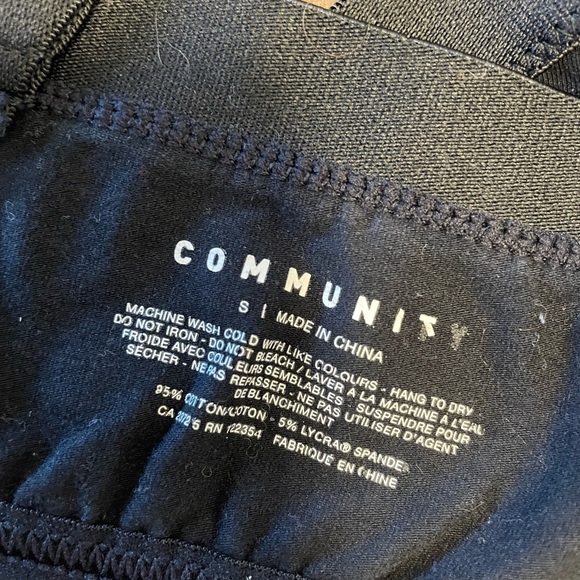 COMMUNITY
S | MADE IN CHINA
MACHINE WASH COLD WITH LIKE COLOURS - HANG TO DRY
DO NOT IRON - DO NOT BLEACH / LAVER A LA MACHINE À L'EAU
FROIDE AVEC COULEURS SEMBLABLES - SUSPENDRE POUR
SÉCHER - NE PAS REPASSER - NE PAS UTILISER D'AGENT
DE BLANCHIMENT
95% COTTON/COTON - 5% LYCRA® SPANDEX
CA RN 122354 FABRIQUÉ EN CHINE